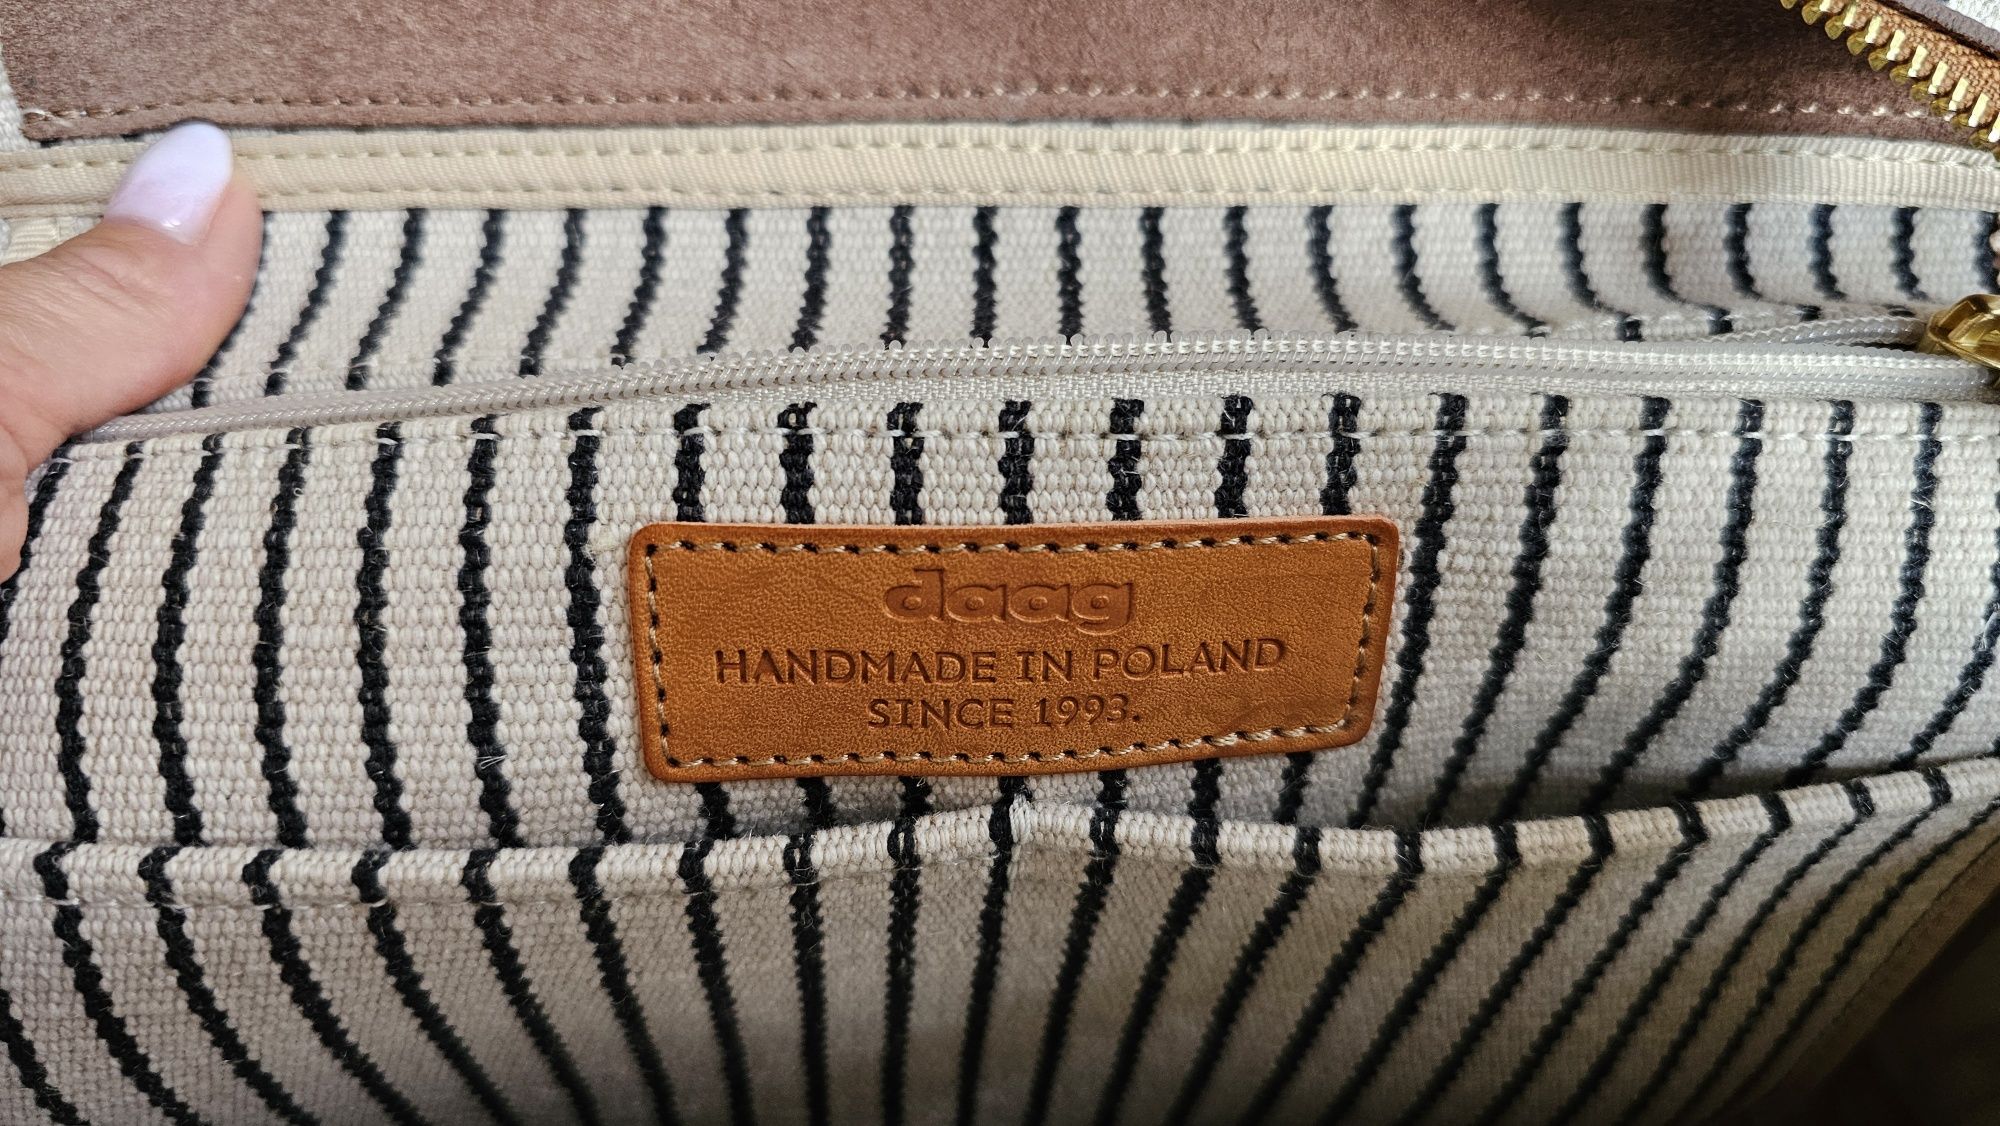 daag
HANDMADE IN POLAND
SINCE 1993.